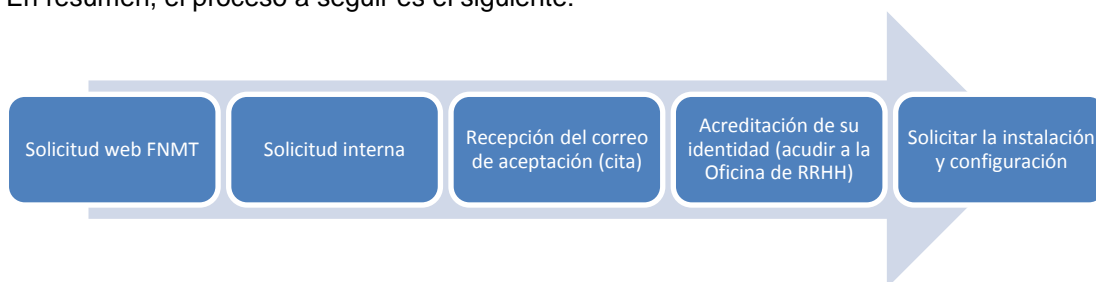 En resumen, el proceso a seguir es el siguiente:
Solicitud web FNMT
Solicitud interna
Recepción del correo
de aceptación (cita)
Acreditación de su
identidad (acudir a la
Oficina de RRHH)
Solicitar la instalación
y configuración